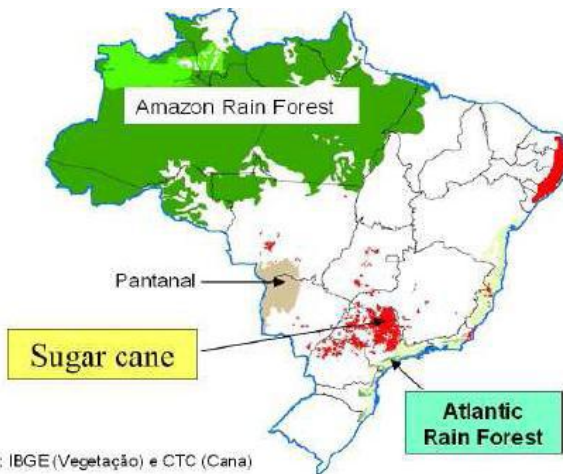 Amazon Rain Forest
Pantanal
Sugar cane
Atlantic
Rain Forest
: IBGE (Vegetação) e CTC (Cana)